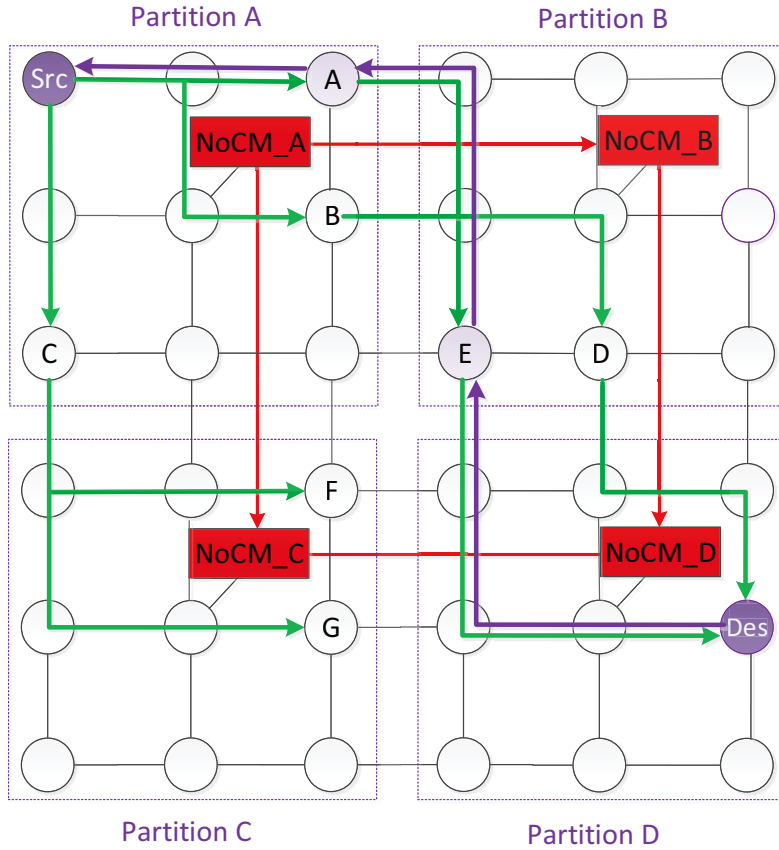 Partition A
Partition B
Src
A
NoCM_A
NoCM_B
B
C
E
D
F
NoCM_C
NoCM_D
G
Des
Partition C
Partition D